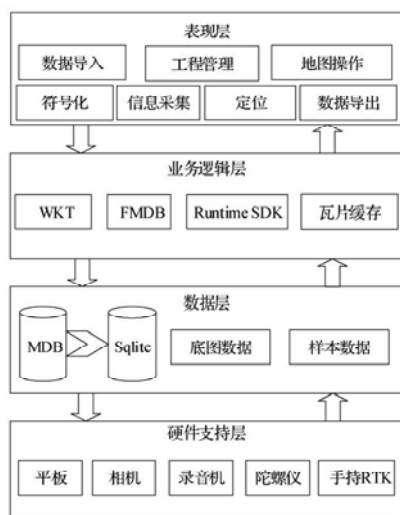 表现层
数据导入 工程管理 地图操作
符号化 信息采集 定位 数据导出
业务逻辑层
WKT FMDB Runtime SDK 瓦片缓存
数据层
MDB Sqlite 底图数据 样本数据
硬件支持层
平板 相机 录音机 陀螺仪 手持RTK